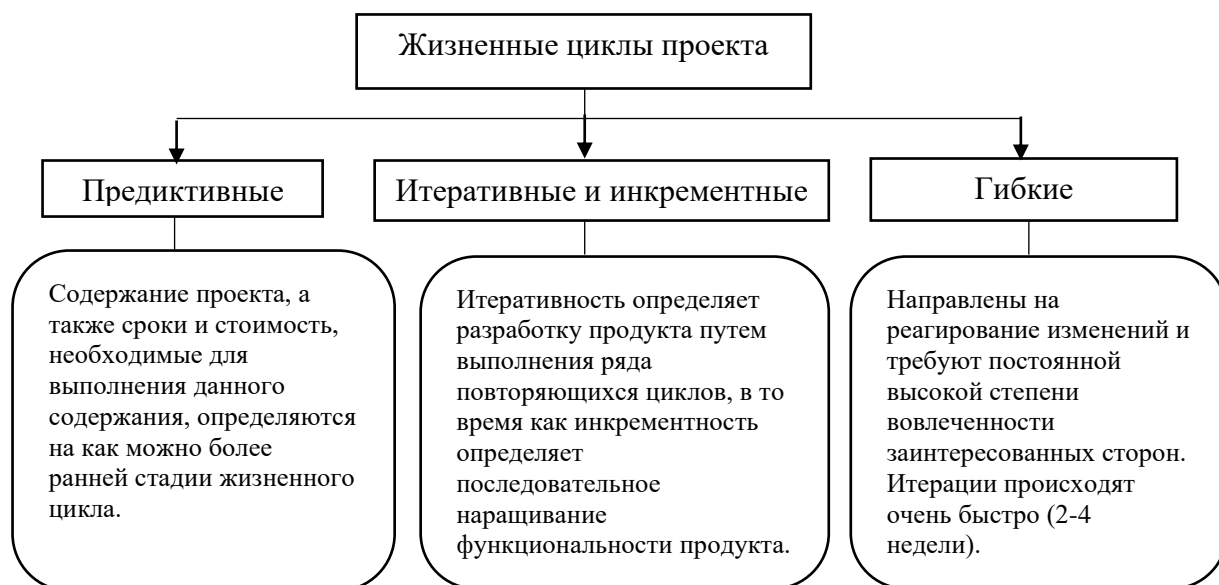 Жизненные циклы проекта
Предиктивные
Итеративные и инкрементные
Гибкие
Содержание проекта, а
также сроки и стоимость,
необходимые для
выполнения данного
содержания, определяются
на как можно более
ранней стадии жизненного
цикла.
Итеративность определяет
разработку продукта путем
выполнения ряда
повторяющихся циклов, в то
время как инкрементность
определяет
последовательное
наращивание
функциональности продукта.
Направлены на
реагирование изменений и
требуют постоянной
высокой степени
вовлеченности
заинтересованных сторон.
Итерации происходят
очень быстро (2-4
недели).